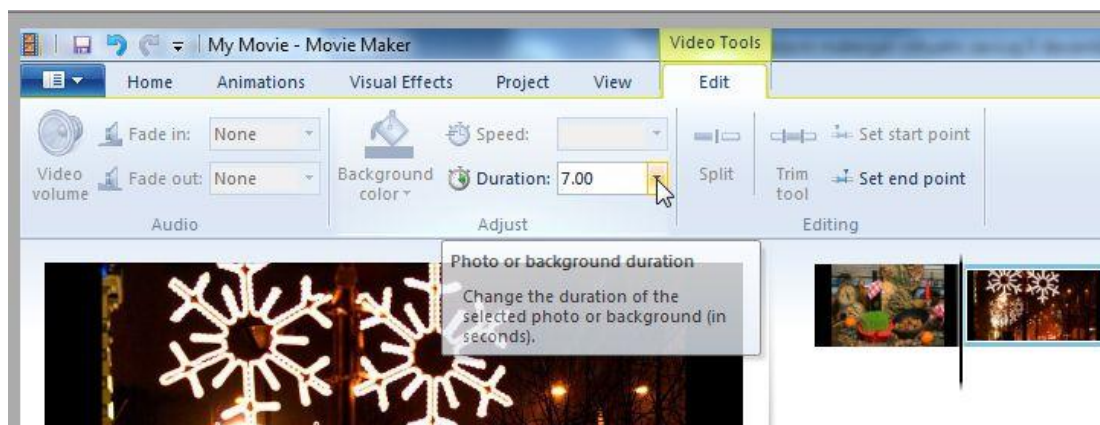 My Movie - Movie Maker
Video Tools
Home Animations Visual Effects Project View Edit
Fade in: None Speed: Set start point
Video volume Fade out: None Background color Duration: 7.00 Split Trim tool Set end point
Audio Adjust Editing
Photo or background duration
Change the duration of the
selected photo or background (in
seconds).